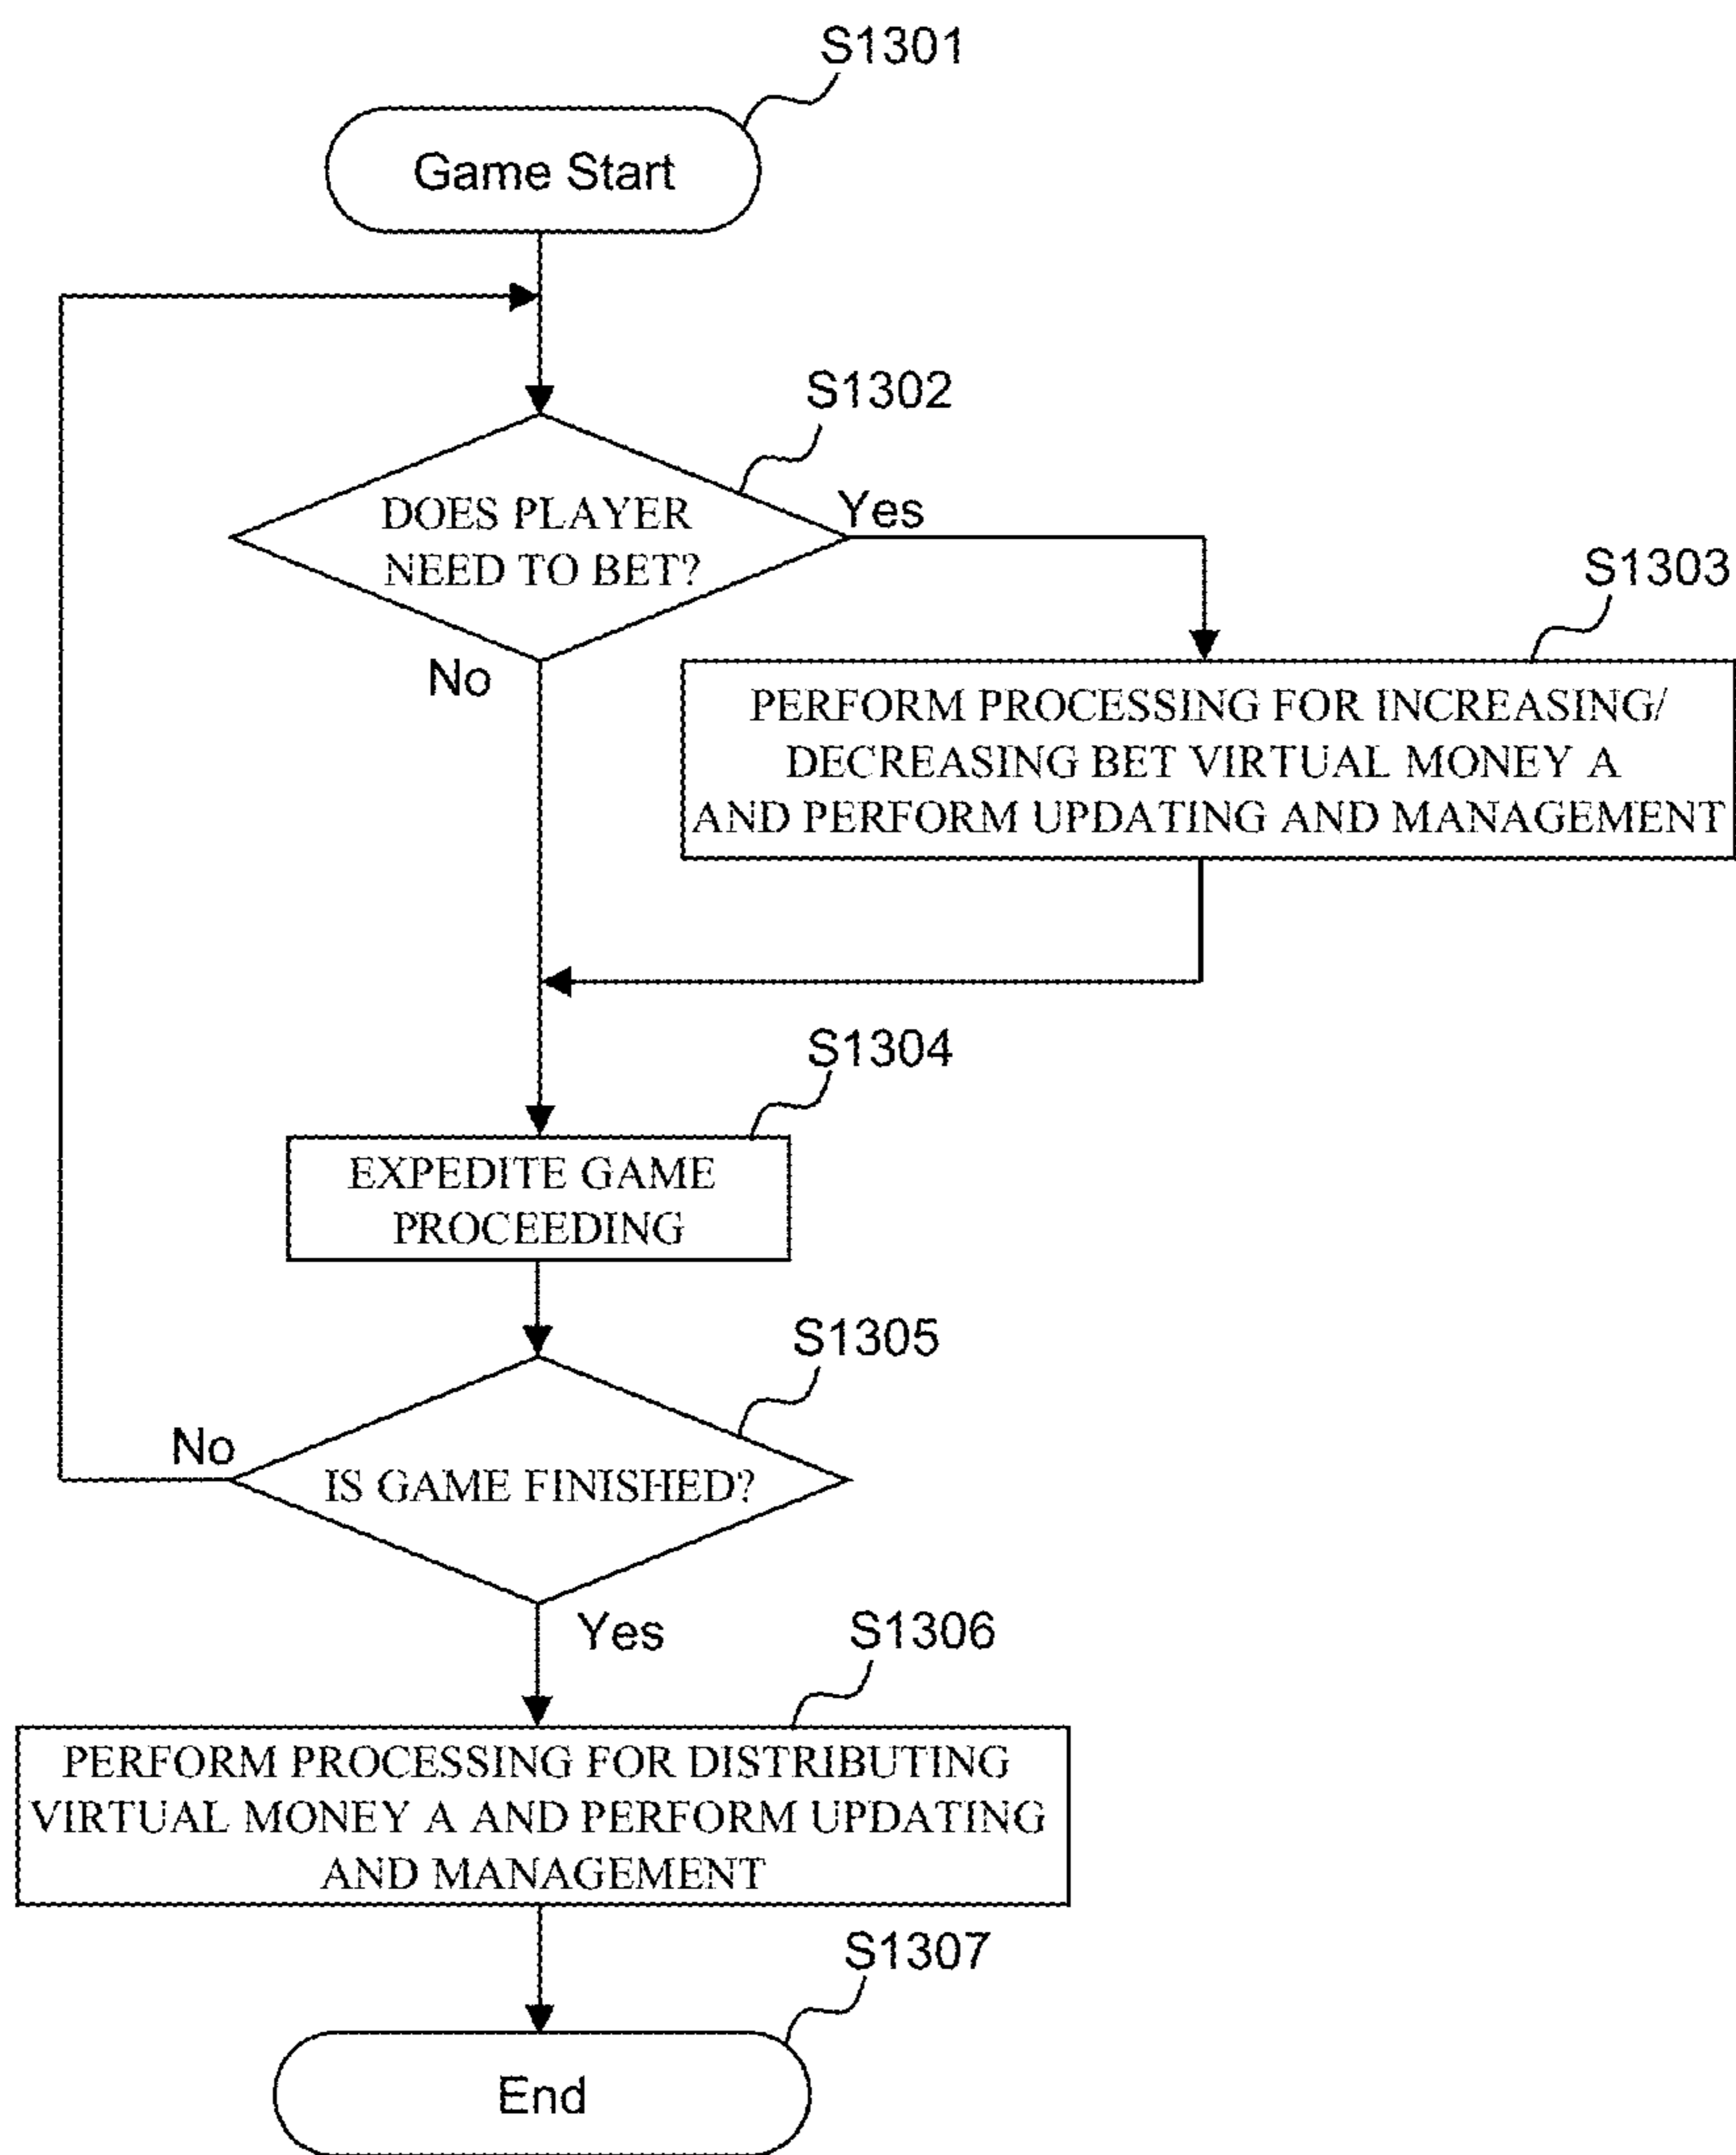 S1301
Game Start
S1302
DOES PLAYER
NEED TO BET?
Yes
No
S1303
PERFORM PROCESSING FOR INCREASING/
DECREASING BET VIRTUAL MONEY A
AND PERFORM UPDATING AND MANAGEMENT
S1304
EXPEDITE GAME
PROCEEDING
S1305
No
IS GAME FINISHED?
Yes
S1306
PERFORM PROCESSING FOR DISTRIBUTING
VIRTUAL MONEY A AND PERFORM UPDATING
AND MANAGEMENT
S1307
End